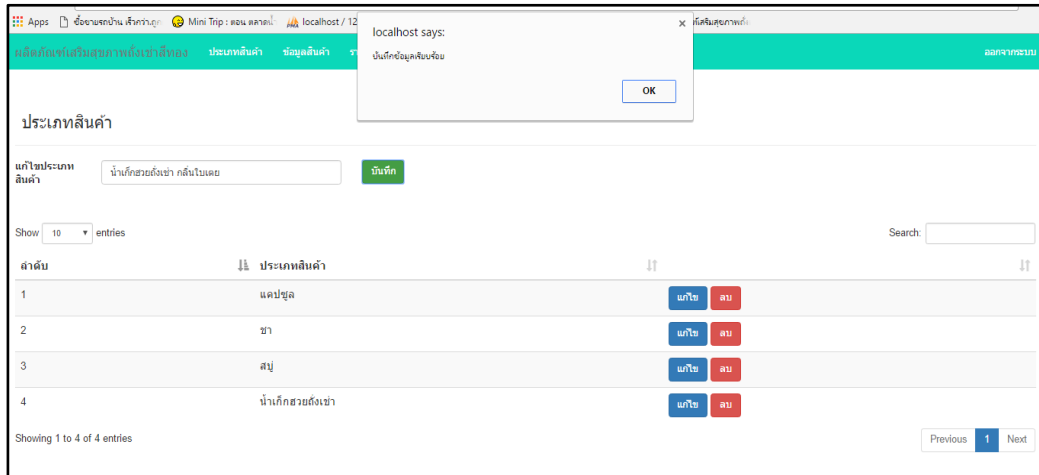 Apps ซื้อขายรถบ้าน เร็วกว่า.ถูก Mini Trip : ตอน ตลาดน้ำ localhost / 12
localhost says:
บันทึกข้อมูลเรียบร้อย
OK
ผลิตภัณฑ์เสริมสุขภาพถั่งเช่าสีทอง ประเภทสินค้า ข้อมูลสินค้า ออกจากระบบ
ประเภทสินค้า
แก้ไขประเภท
สินค้า
น้ำเก็กฮวยถั่งเช่า กลิ่นใบเตย บันทึก
Show 10 entries Search:
ลำดับ ประเภทสินค้า
1 แคปซูล แก้ไข ลบ
2 ชา แก้ไข ลบ
3 สบู่ แก้ไข ลบ
4 น้ำเก็กฮวยถั่งเช่า แก้ไข ลบ
Showing 1 to 4 of 4 entries Previous 1 Next